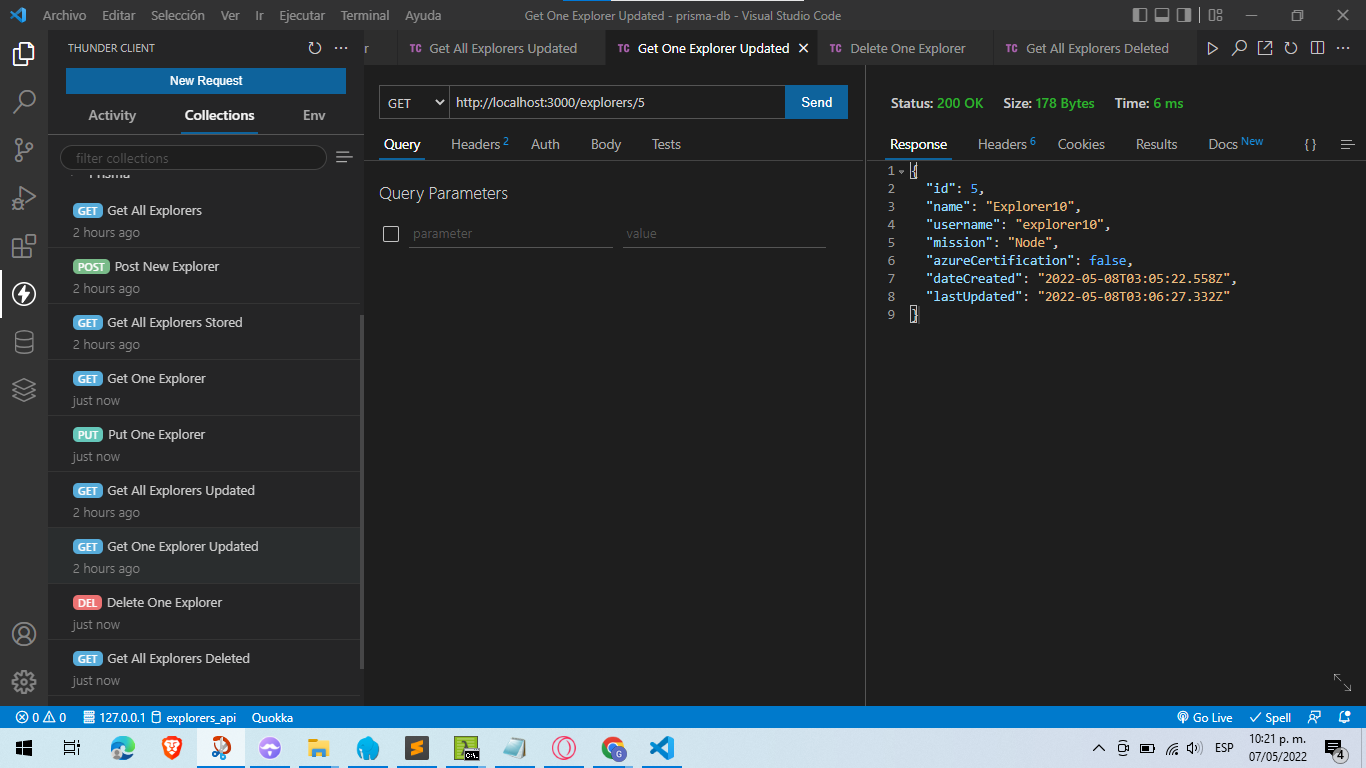 Archivo Editar Selección Ver Ir Ejecutar Terminal Ayuda
Get One Explorer Updated - prisma-db - Visual Studio Code
THUNDER CLIENT
New Request
Activity Collections Env
filter collections
Prisma
GET Get All Explorers
2 hours ago
POST Post New Explorer
2 hours ago
GET Get All Explorers Stored
2 hours ago
GET Get One Explorer
just now
PUT Put One Explorer
just now
GET Get All Explorers Updated
2 hours ago
GET Get One Explorer Updated
2 hours ago
DEL Delete One Explorer
just now
GET Get All Explorers Deleted
just now
r TC Get All Explorers Updated TC Get One Explorer Updated TC Delete One Explorer TC Get All Explorers Deleted
GET http://localhost:3000/explorers/5 Send
Query Headers 2 Auth Body Tests
Query Parameters
parameter value
Status: 200 OK Size: 178 Bytes Time: 6 ms
Response Headers 6 Cookies Results Docs New { }
1 {
2 "id": 5,
3 "name": "Explorer10",
4 "username": "explorer10",
5 "mission": "Node",
6 "azureCertification": false,
7 "dateCreated": "2022-05-08T03:05:22.558Z",
8 "lastUpdated": "2022-05-08T03:06:27.332Z"
9 }
0 0 127.0.0.1 explorers_api Quokka
Go Live Spell
C:\.
G
ESP
10:21 p. m.
07/05/2022
4